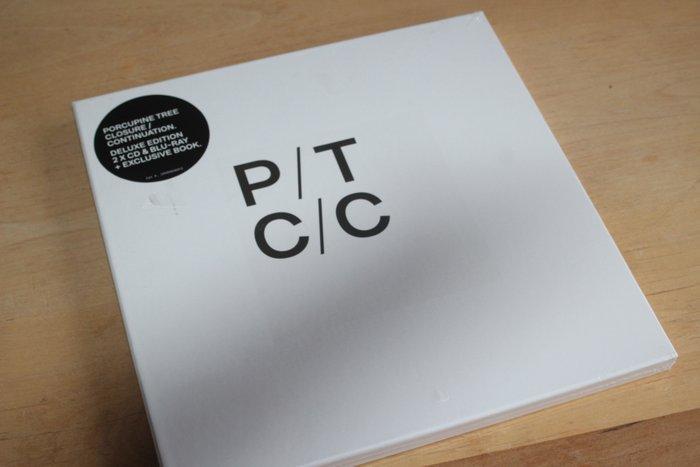 PORCUPINE TREE
CLOSURE /
CONTINUATION.
DELUXE EDITION
2 X CD & BLU-RAY
+ EXCLUSIVE BOOK.
P/T
C/C